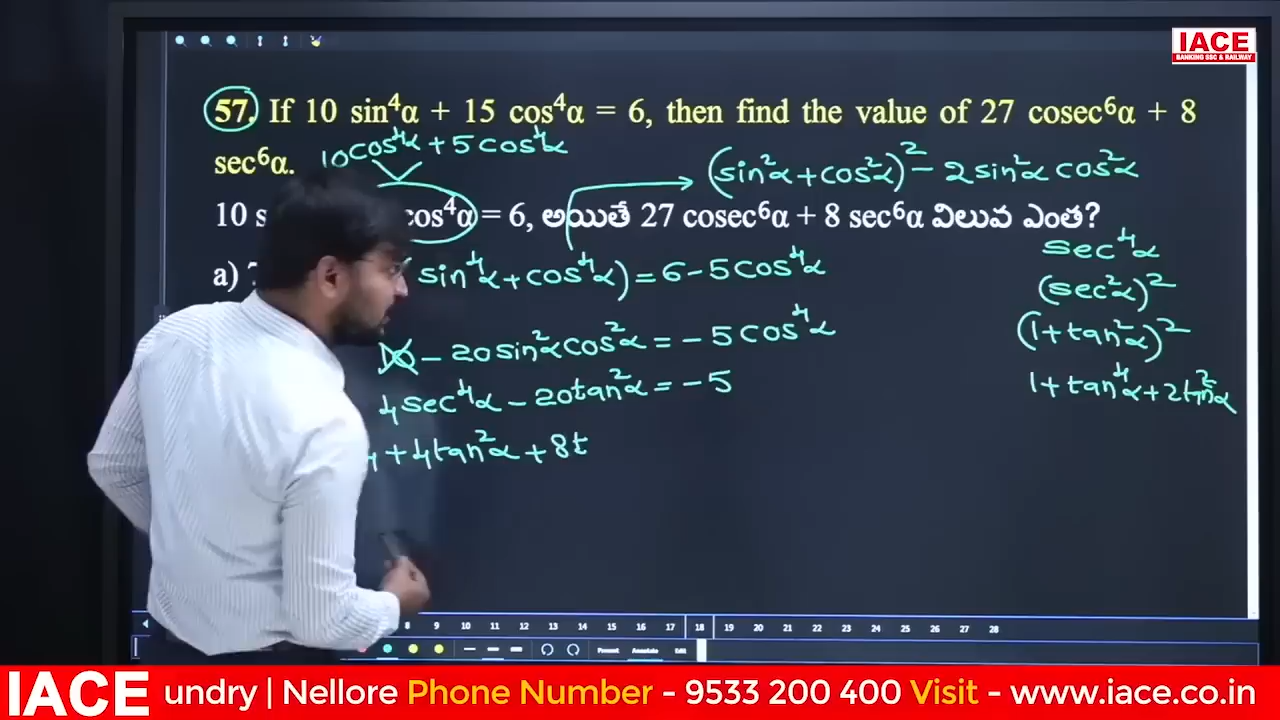 IACE
BANKING SSC & RAILWAY
57. If 10 sin⁴α + 15 cos⁴α = 6, then find the value of 27 cosec⁶α + 8
sec⁶α.
10cos⁴α + 5cos⁴α
(sin²α + cos²α)² - 2sin²α cos²α
10 s cos⁴α = 6, అయితే 27 cosec⁶α + 8 sec⁶α విలువ ఎంత?
a)
sin⁴α + cos⁴α) = 6 - 5cos⁴α
- 20sin²α cos²α = - 5cos⁴α
4sec⁴α - 20tan²α = - 5
+ 4tan²α + 8t
sec⁴α
(sec²α)²
(1 + tan²α)²
1 + tan⁴α + 2tan²α
8 9 10 11 12 13 14 15 16 17 18 19 20 21 22 23 24 25 26 27 28
Present Annotate Edit
IACE undry | Nellore Phone Number - 9533 200 400 Visit - www.iace.co.in